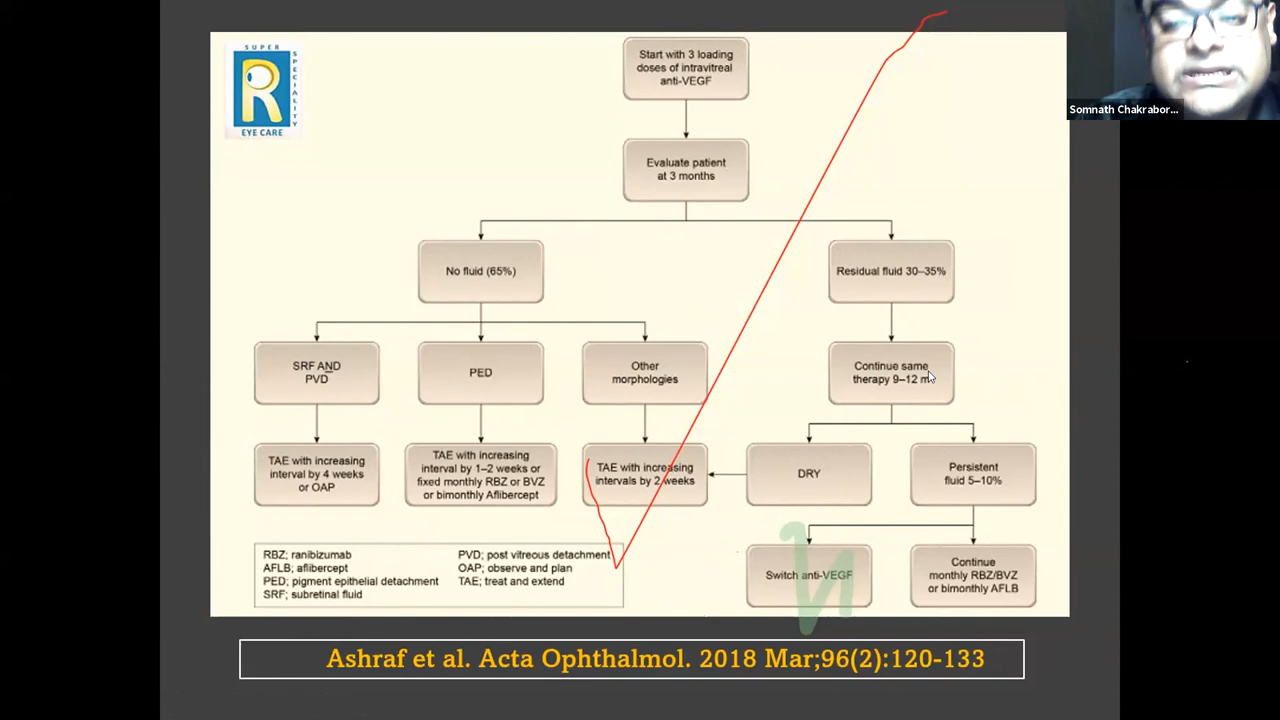 SUPER
SPECIALITY
R
EYE CARE
Somnath Chakrabor...
Start with 3 loading
doses of intravitreal
anti-VEGF
Evaluate patient
at 3 months
No fluid (65%)
Residual fluid 30–35%
SRF AND
PVD
PED
Other
morphologies
Continue same
therapy 9–12 m
TAE with increasing
interval by 4 weeks
or OAP
TAE with increasing
interval by 1–2 weeks or
fixed monthly RBZ or BVZ
or bimonthly Aflibercept
TAE with increasing
intervals by 2 weeks
DRY
Persistent
fluid 5–10%
Switch anti-VEGF
Continue
monthly RBZ/BVZ
or bimonthly AFLB
RBZ; ranibizumab
AFLB; aflibercept
PED; pigment epithelial detachment
SRF; subretinal fluid
PVD; post vitreous detachment
OAP; observe and plan
TAE; treat and extend
Ashraf et al. Acta Ophthalmol. 2018 Mar;96(2):120-133